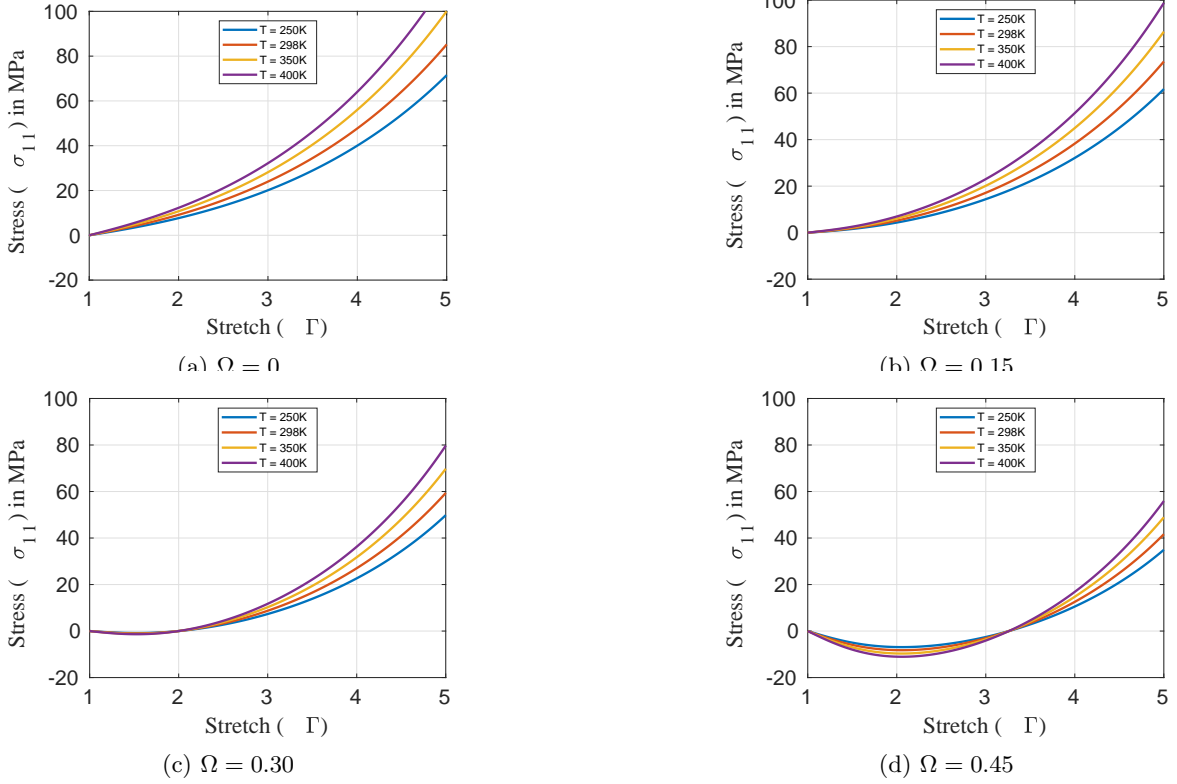 100
80
60
40
20
0
-20
Stress ( σ11 ) in MPa
T = 250K
T = 298K
T = 350K
T = 400K
1 2 3 4 5
Stretch ( Γ)
(a) Ω = 0
100
80
60
40
20
0
-20
Stress ( σ11 ) in MPa
T = 250K
T = 298K
T = 350K
T = 400K
1 2 3 4 5
Stretch ( Γ)
(b) Ω = 0.15
100
80
60
40
20
0
-20
Stress ( σ11 ) in MPa
T = 250K
T = 298K
T = 350K
T = 400K
1 2 3 4 5
Stretch ( Γ)
(c) Ω = 0.30
100
80
60
40
20
0
-20
Stress ( σ11 ) in MPa
T = 250K
T = 298K
T = 350K
T = 400K
1 2 3 4 5
Stretch ( Γ)
(d) Ω = 0.45